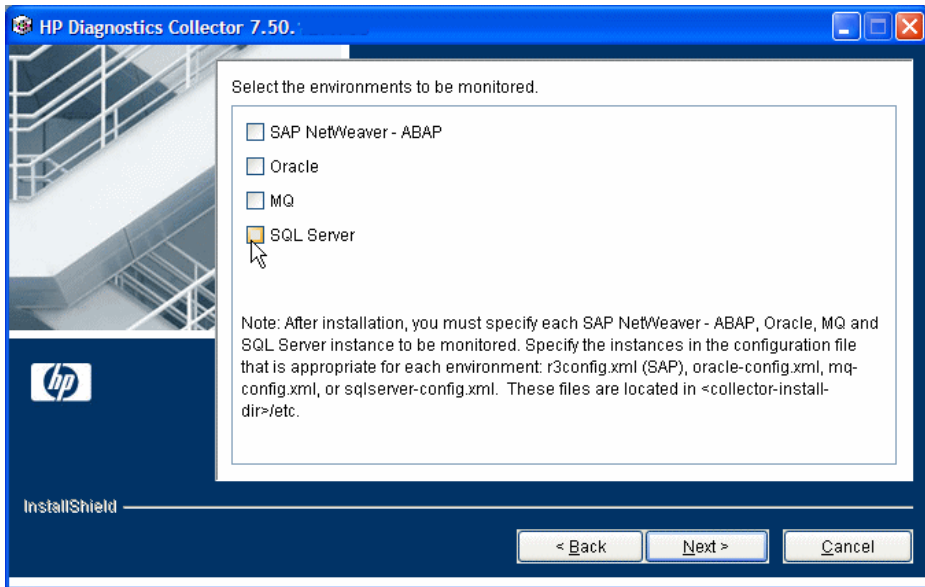 HP Diagnostics Collector 7.50.
Select the environments to be monitored.
SAP NetWeaver - ABAP
Oracle
MQ
SQL Server
Note: After installation, you must specify each SAP NetWeaver - ABAP, Oracle, MQ and
SQL Server instance to be monitored. Specify the instances in the configuration file
that is appropriate for each environment: r3config.xml (SAP), oracle-config.xml, mq-
config.xml, or sqlserver-config.xml.  These files are located in <collector-install-
dir>/etc.
hp
InstallShield
< Back
Next >
Cancel